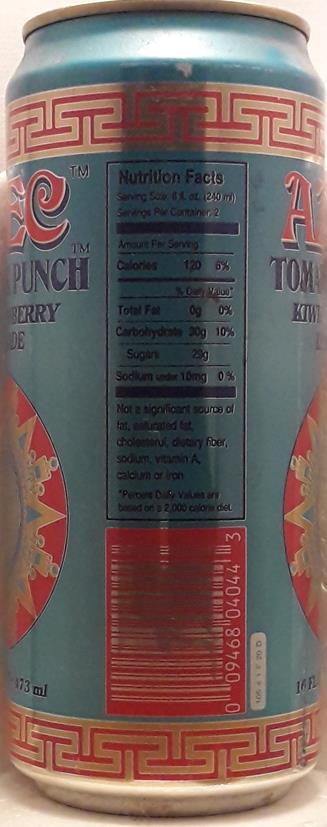 TM
TM
PUNCH
BERRY
DE
473 ml
Nutrition Facts
Serving Size: 8 fl. oz. (240 ml)
Servings Per Container: 2
Amount Per Serving
Calories 120 6%
% Daily Value*
Total Fat 0g 0%
Carbohydrate 30g 10%
Sugars 29g
Sodium under 10mg 0 %
Not a significant source of
fat, saturated fat,
cholesterol, dietary fiber,
sodium, vitamin A,
calcium or iron
*Percent Daily Values are
based on a 2,000 calorie diet.
0 09468 04044 3
A
TOM
KIW
16 FL